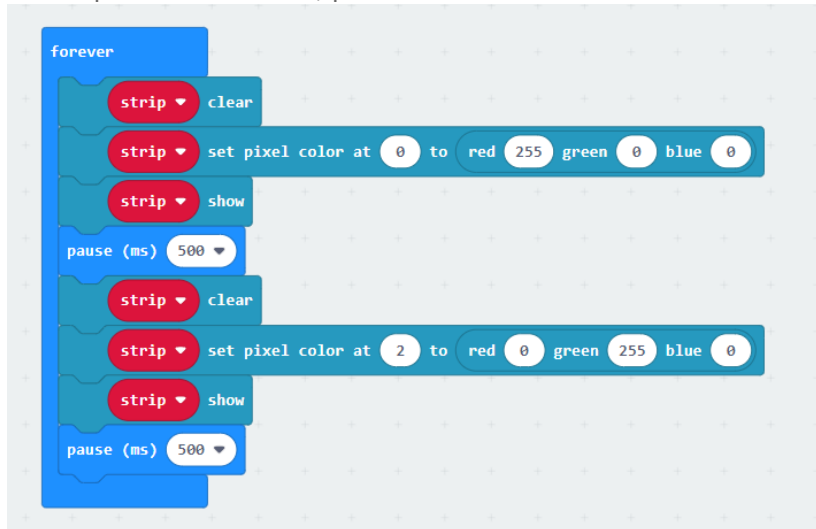 forever
strip clear
strip set pixel color at 0 to red 255 green 0 blue 0
strip show
pause (ms) 500
strip clear
strip set pixel color at 2 to red 0 green 255 blue 0
strip show
pause (ms) 500